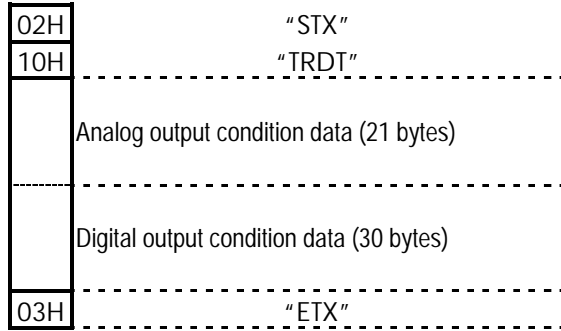 02H “STX”
10H “TRDT”
Analog output condition data (21 bytes)
Digital output condition data (30 bytes)
03H “ETX”